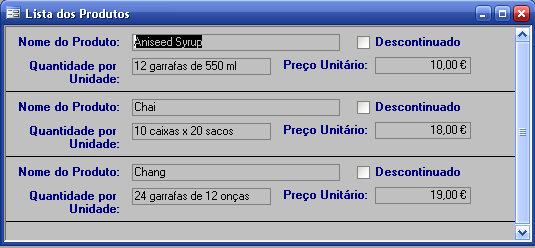 Lista dos Produtos
Nome do Produto: Aniseed Syrup Descontinuado
Quantidade por Unidade: 12 garrafas de 550 ml Preço Unitário: 10,00 €
Nome do Produto: Chai Descontinuado
Quantidade por Unidade: 10 caixas x 20 sacos Preço Unitário: 18,00 €
Nome do Produto: Chang Descontinuado
Quantidade por Unidade: 24 garrafas de 12 onças Preço Unitário: 19,00 €